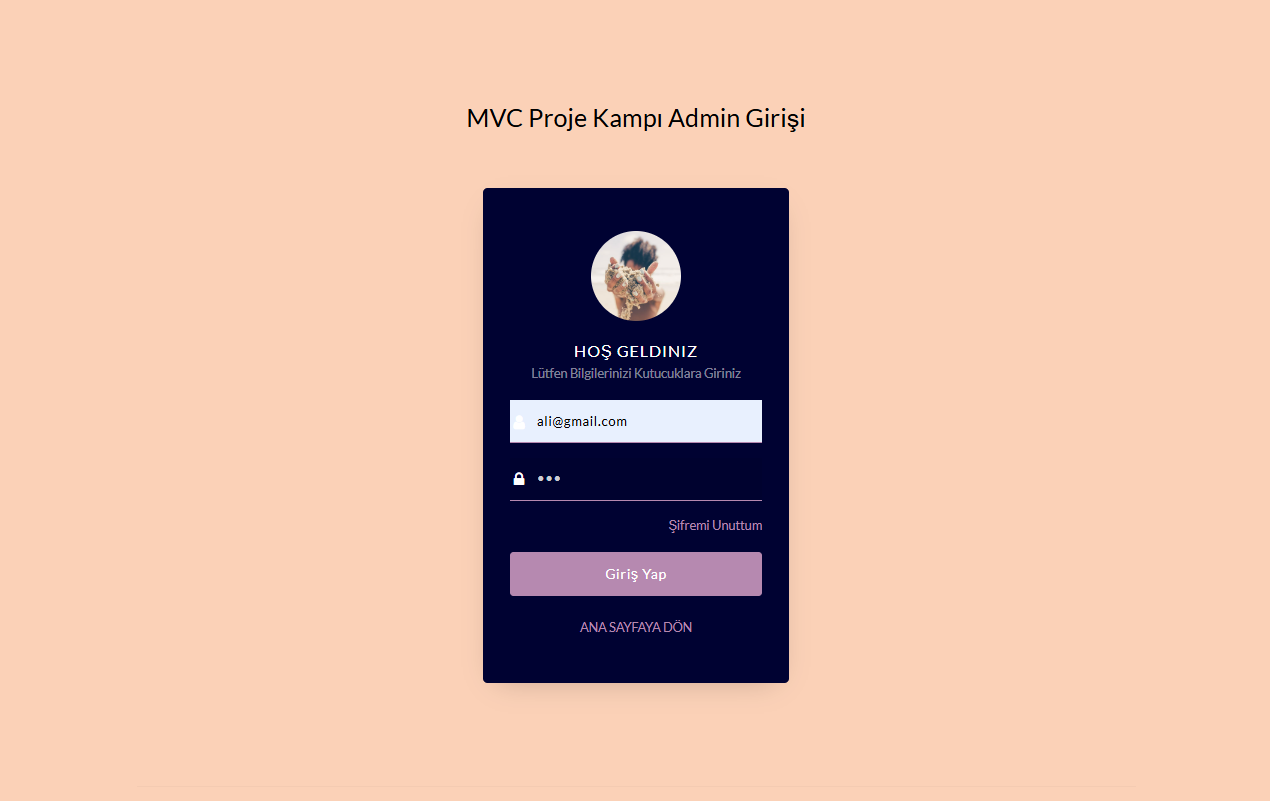 MVC Proje Kampı Admin Girişi
HOŞ GELDINIZ
Lütfen Bilgilerinizi Kutucuklara Giriniz
ali@gmail.com
•••
Şifremi Unuttum
Giriş Yap
ANA SAYFAYA DÖN